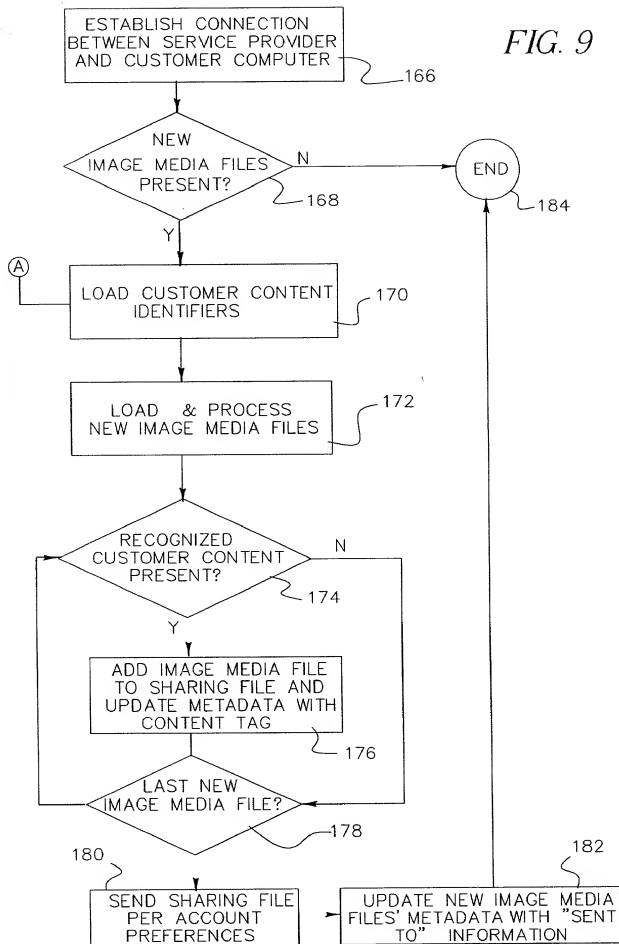 FIG. 9
ESTABLISH CONNECTION
BETWEEN SERVICE PROVIDER
AND CUSTOMER COMPUTER
166
NEW
IMAGE MEDIA FILES
PRESENT?
N
168
END
184
Y
A
LOAD CUSTOMER CONTENT
IDENTIFIERS
170
LOAD & PROCESS
NEW IMAGE MEDIA FILES
172
RECOGNIZED
CUSTOMER CONTENT
PRESENT?
N
174
Y
ADD IMAGE MEDIA FILE
TO SHARING FILE AND
UPDATE METADATA WITH
CONTENT TAG
176
LAST NEW
IMAGE MEDIA FILE?
178
180
SEND SHARING FILE
PER ACCOUNT
PREFERENCES
182
UPDATE NEW IMAGE MEDIA
FILES' METADATA WITH "SENT
TO" INFORMATION